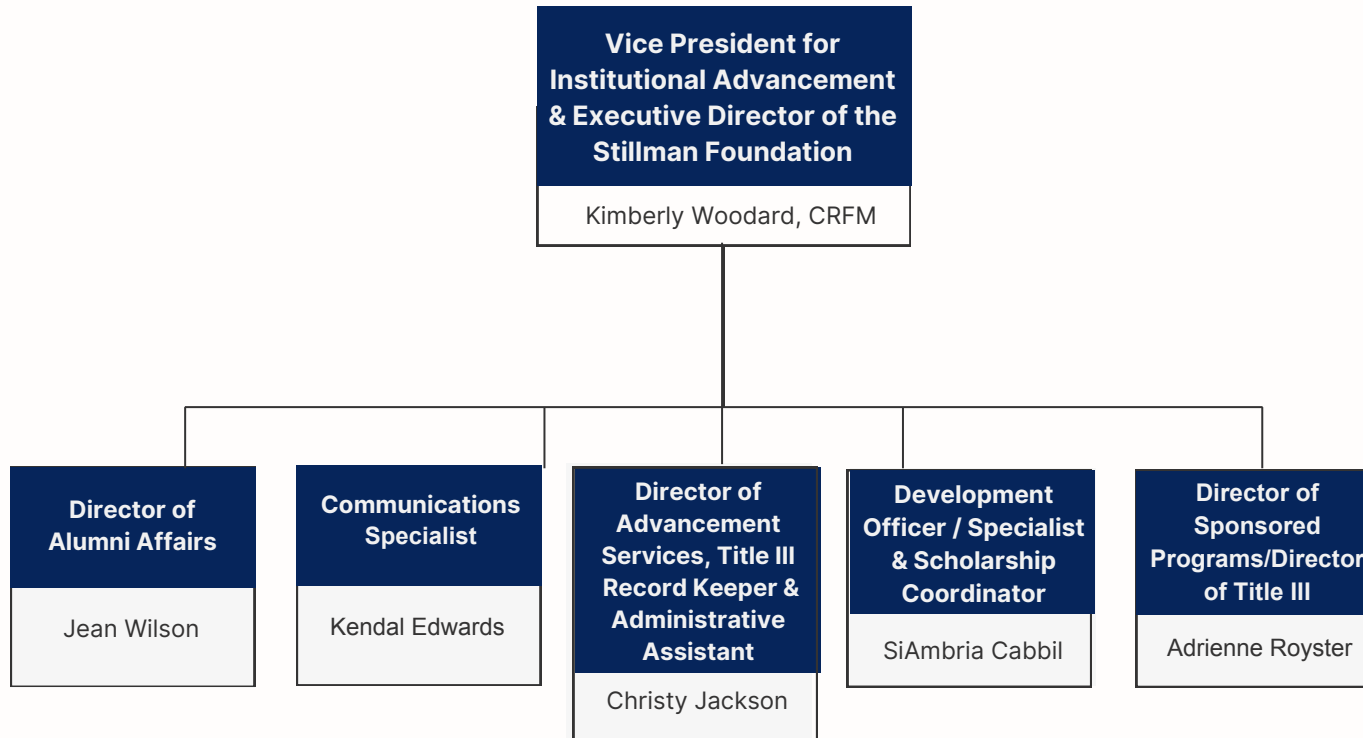 Vice President for
Institutional Advancement
& Executive Director of the
Stillman Foundation
Kimberly Woodard, CRFM
Director of
Alumni Affairs
Jean Wilson
Communications
Specialist
Kendal Edwards
Director of
Advancement
Services, Title III
Record Keeper &
Administrative
Assistant
Christy Jackson
Development
Officer / Specialist
& Scholarship
Coordinator
SiAmbria Cabbil
Director of
Sponsored
Programs/Director
of Title III
Adrienne Royster